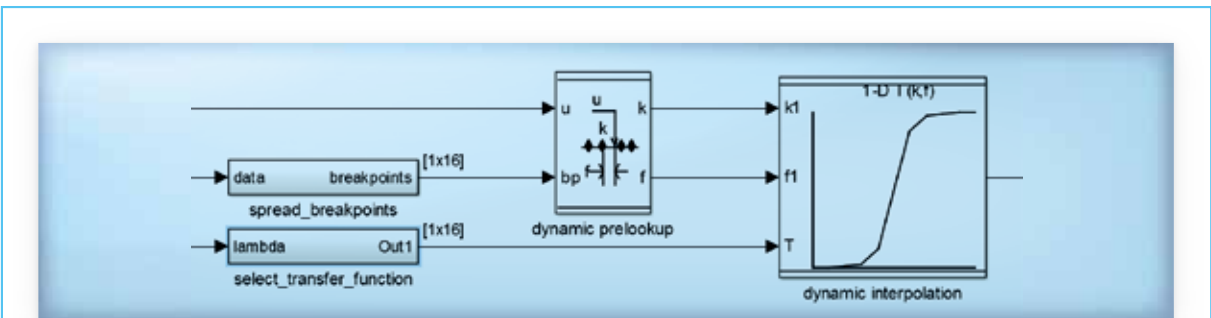 1-D T(k,f)
u
u
k
k1
k
[1x16]
data
breakpoints
bp
f
f
f1
spread_breakpoints
[1x16]
dynamic prelookup
lambda
Out1
T
select_transfer_function
dynamic interpolation